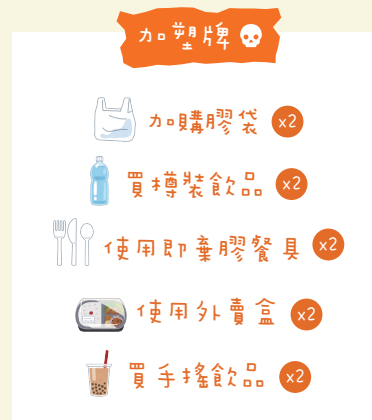 加塑牌
加購膠袋 x2
買樽裝飲品 x2
使用即棄膠餐具 x2
使用外賣盒 x2
買手搖飲品 x2